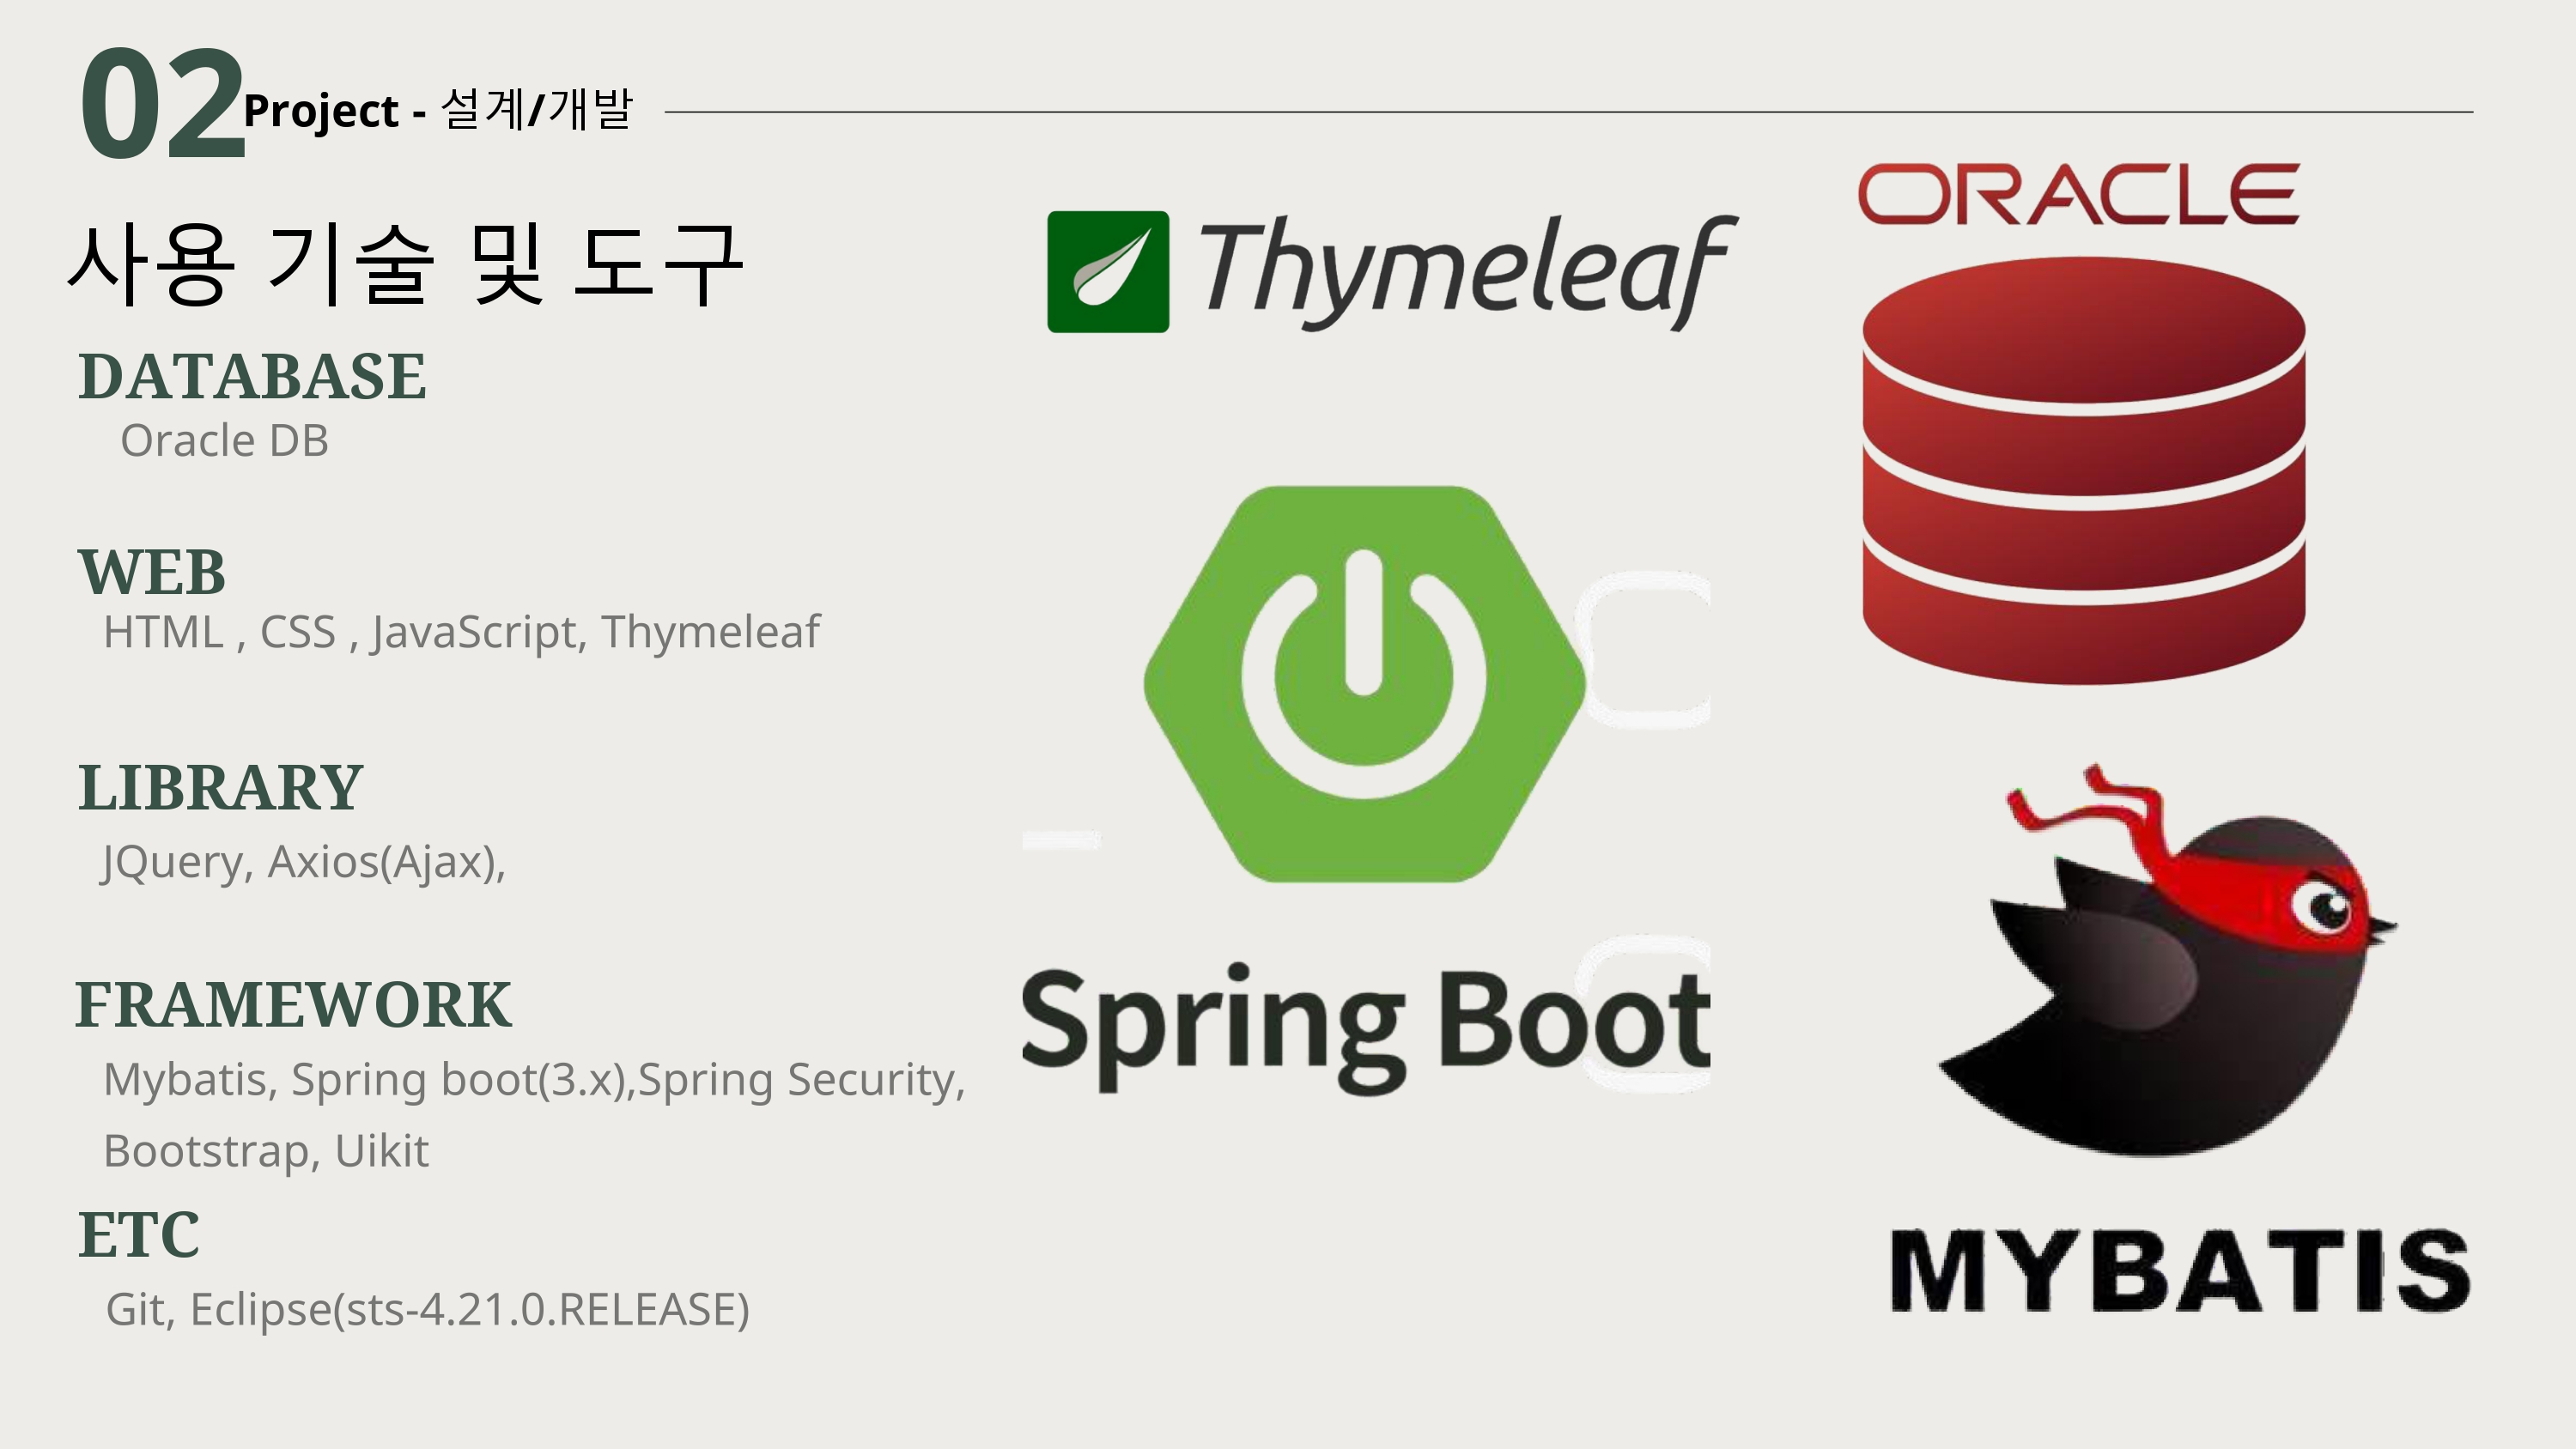 02
Project - 설계/개발
사용 기술 및 도구
DATABASE
Oracle DB
WEB
HTML , CSS , JavaScript, Thymeleaf
LIBRARY
JQuery, Axios(Ajax),
FRAMEWORK
Mybatis, Spring boot(3.x),Spring Security,
Bootstrap, Uikit
ETC
Git, Eclipse(sts-4.21.0.RELEASE)
Thymeleaf
Spring Boot
ORACLE
MYBATIS